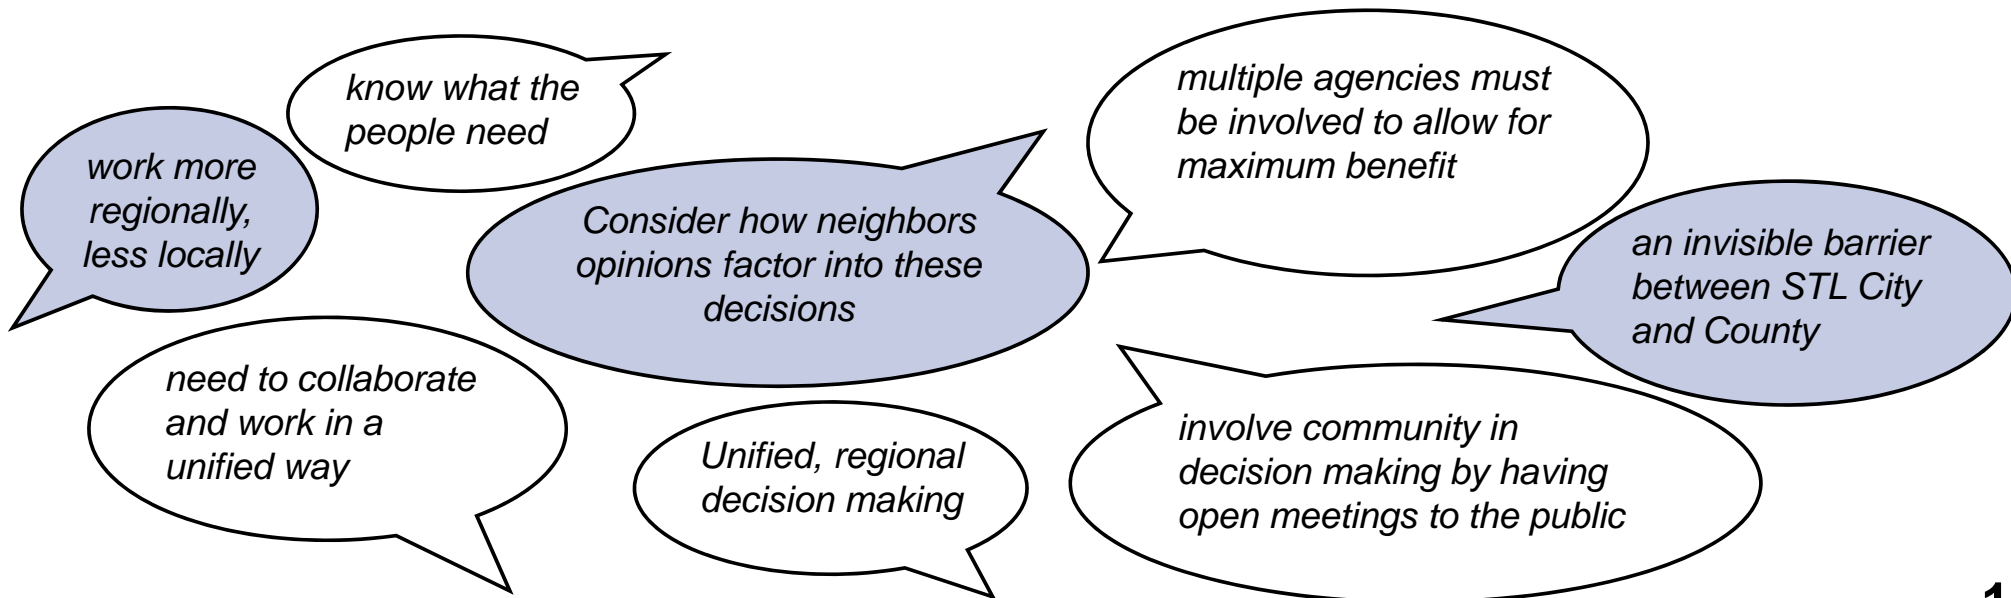 know what the
people need
multiple agencies must
be involved to allow for
maximum benefit
work more
regionally,
less locally
Consider how neighbors
opinions factor into these
decisions
an invisible barrier
between STL City
and County
need to collaborate
and work in a
unified way
Unified, regional
decision making
involve community in
decision making by having
open meetings to the public